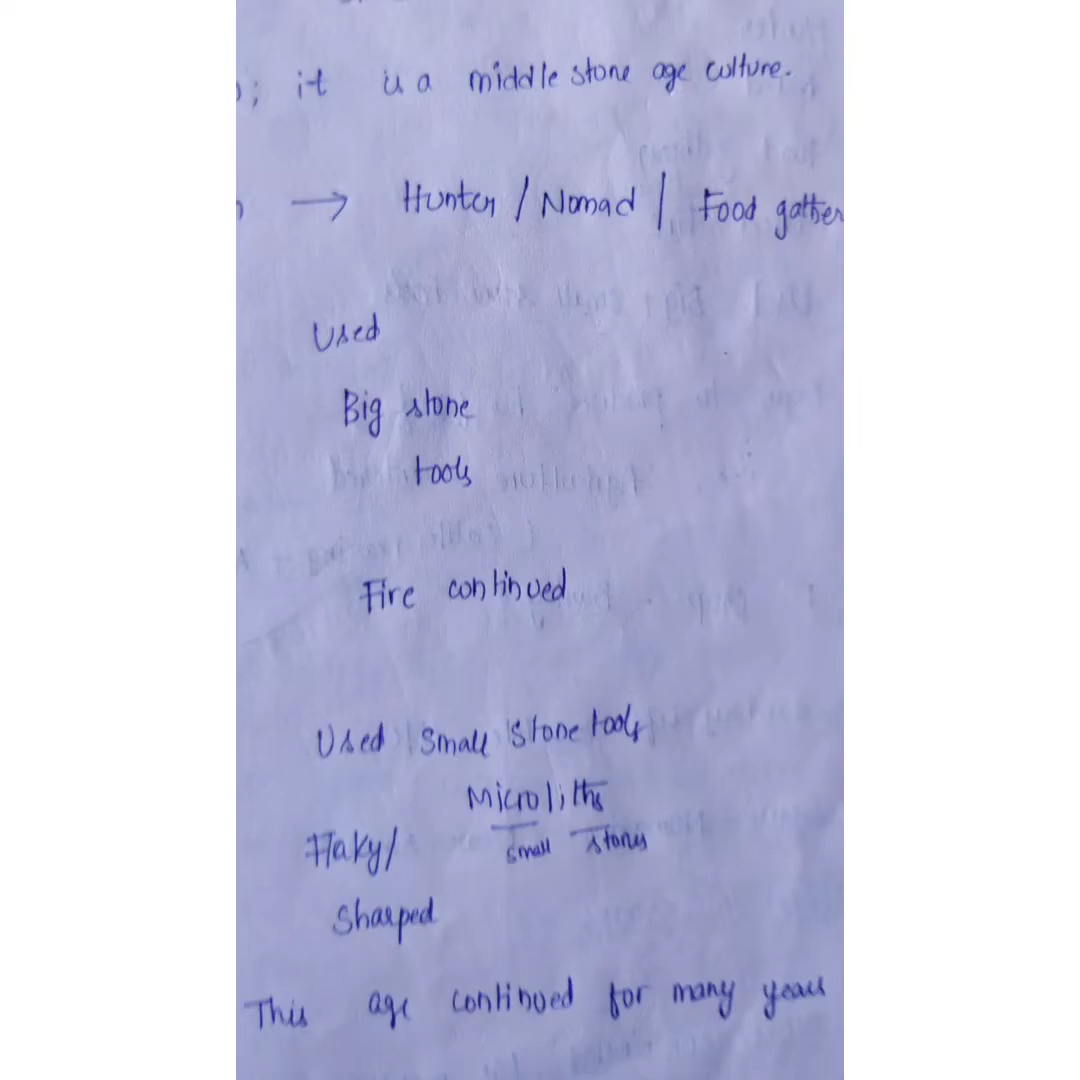 ; it is a middle stone age culture.
→ Hunter / Nomad / Food gather
Used
Big stone
tools
Fire continued
Used small stone tools
Microliths
small stones
Flaky/
Sharped
This age continued for many years